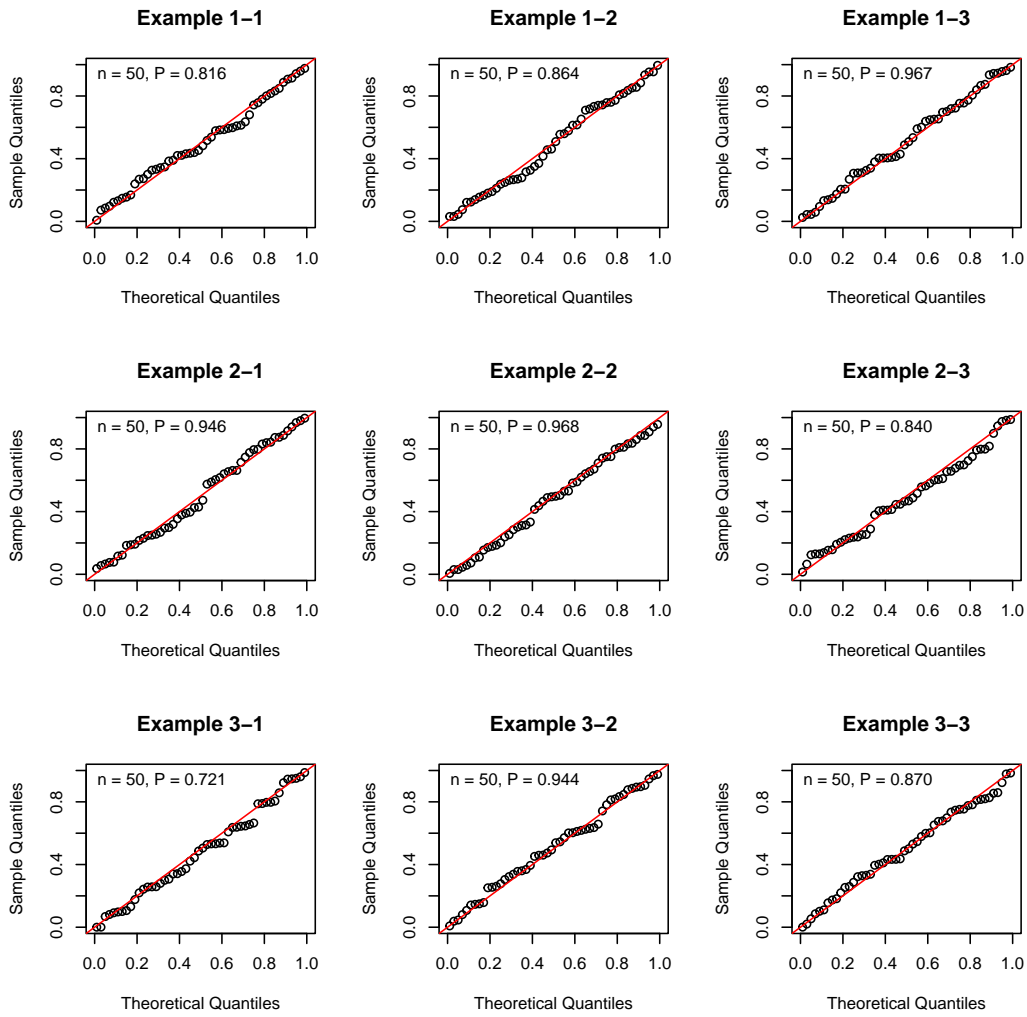 Example 1−1
n = 50, P = 0.816
Sample Quantiles
0.0 0.4 0.8
0.0 0.2 0.4 0.6 0.8 1.0
Theoretical Quantiles
Example 1−2
n = 50, P = 0.864
Sample Quantiles
0.0 0.4 0.8
0.0 0.2 0.4 0.6 0.8 1.0
Theoretical Quantiles
Example 1−3
n = 50, P = 0.967
Sample Quantiles
0.0 0.4 0.8
0.0 0.2 0.4 0.6 0.8 1.0
Theoretical Quantiles
Example 2−1
n = 50, P = 0.946
Sample Quantiles
0.0 0.4 0.8
0.0 0.2 0.4 0.6 0.8 1.0
Theoretical Quantiles
Example 2−2
n = 50, P = 0.968
Sample Quantiles
0.0 0.4 0.8
0.0 0.2 0.4 0.6 0.8 1.0
Theoretical Quantiles
Example 2−3
n = 50, P = 0.840
Sample Quantiles
0.0 0.4 0.8
0.0 0.2 0.4 0.6 0.8 1.0
Theoretical Quantiles
Example 3−1
n = 50, P = 0.721
Sample Quantiles
0.0 0.4 0.8
0.0 0.2 0.4 0.6 0.8 1.0
Theoretical Quantiles
Example 3−2
n = 50, P = 0.944
Sample Quantiles
0.0 0.4 0.8
0.0 0.2 0.4 0.6 0.8 1.0
Theoretical Quantiles
Example 3−3
n = 50, P = 0.870
Sample Quantiles
0.0 0.4 0.8
0.0 0.2 0.4 0.6 0.8 1.0
Theoretical Quantiles